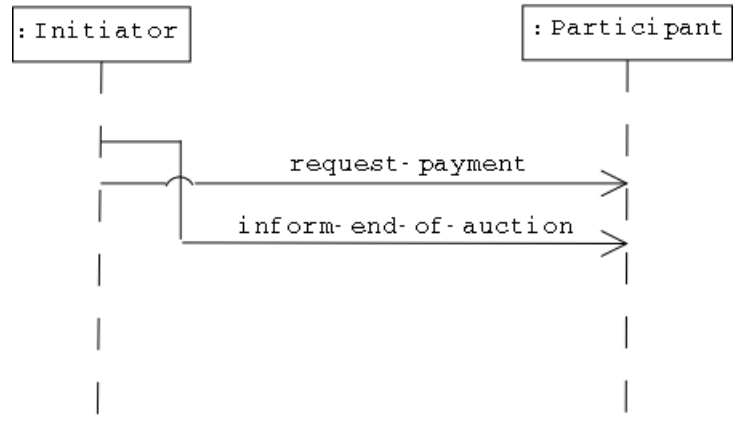 :Initiator
:Participant
request-payment
inform-end-of-auction